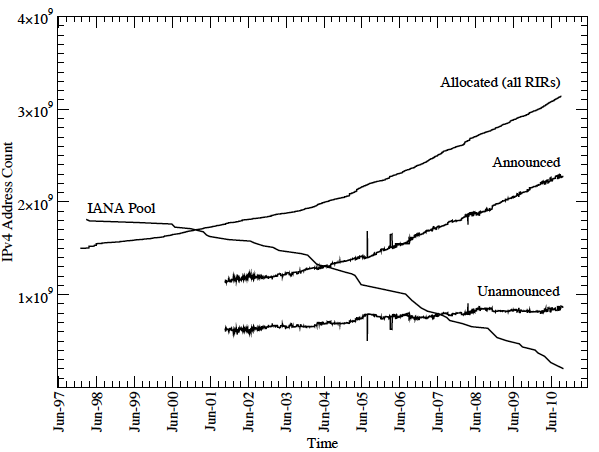 4×10⁹
3×10⁹
2×10⁹
1×10⁹
IPv4 Address Count
Allocated (all RIRs)
Announced
IANA Pool
Unannounced
Jun-97
Jun-98
Jun-99
Jun-00
Jun-01
Jun-02
Jun-03
Jun-04
Jun-05
Jun-06
Jun-07
Jun-08
Jun-09
Jun-10
Time